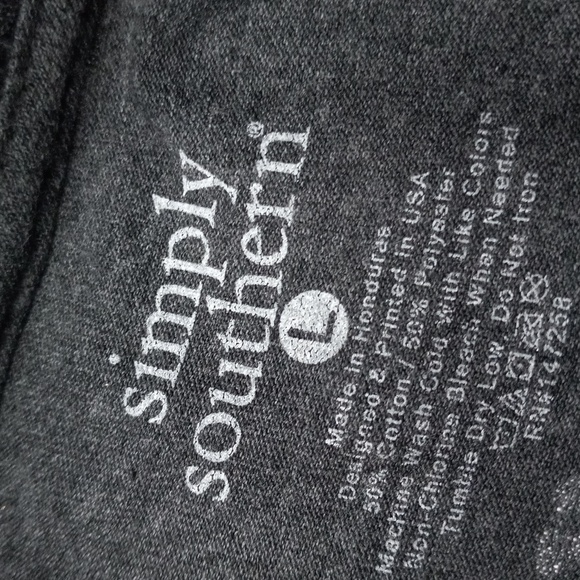 simply
southern®
L
Made in Honduras
Designed & Printed in USA
50% Cotton / 50% Polyester
Machine Wash Cold With Like Colors
Non-Chlorine Bleach When Needed
Tumble Dry Low, Do Not Iron
RN#147258